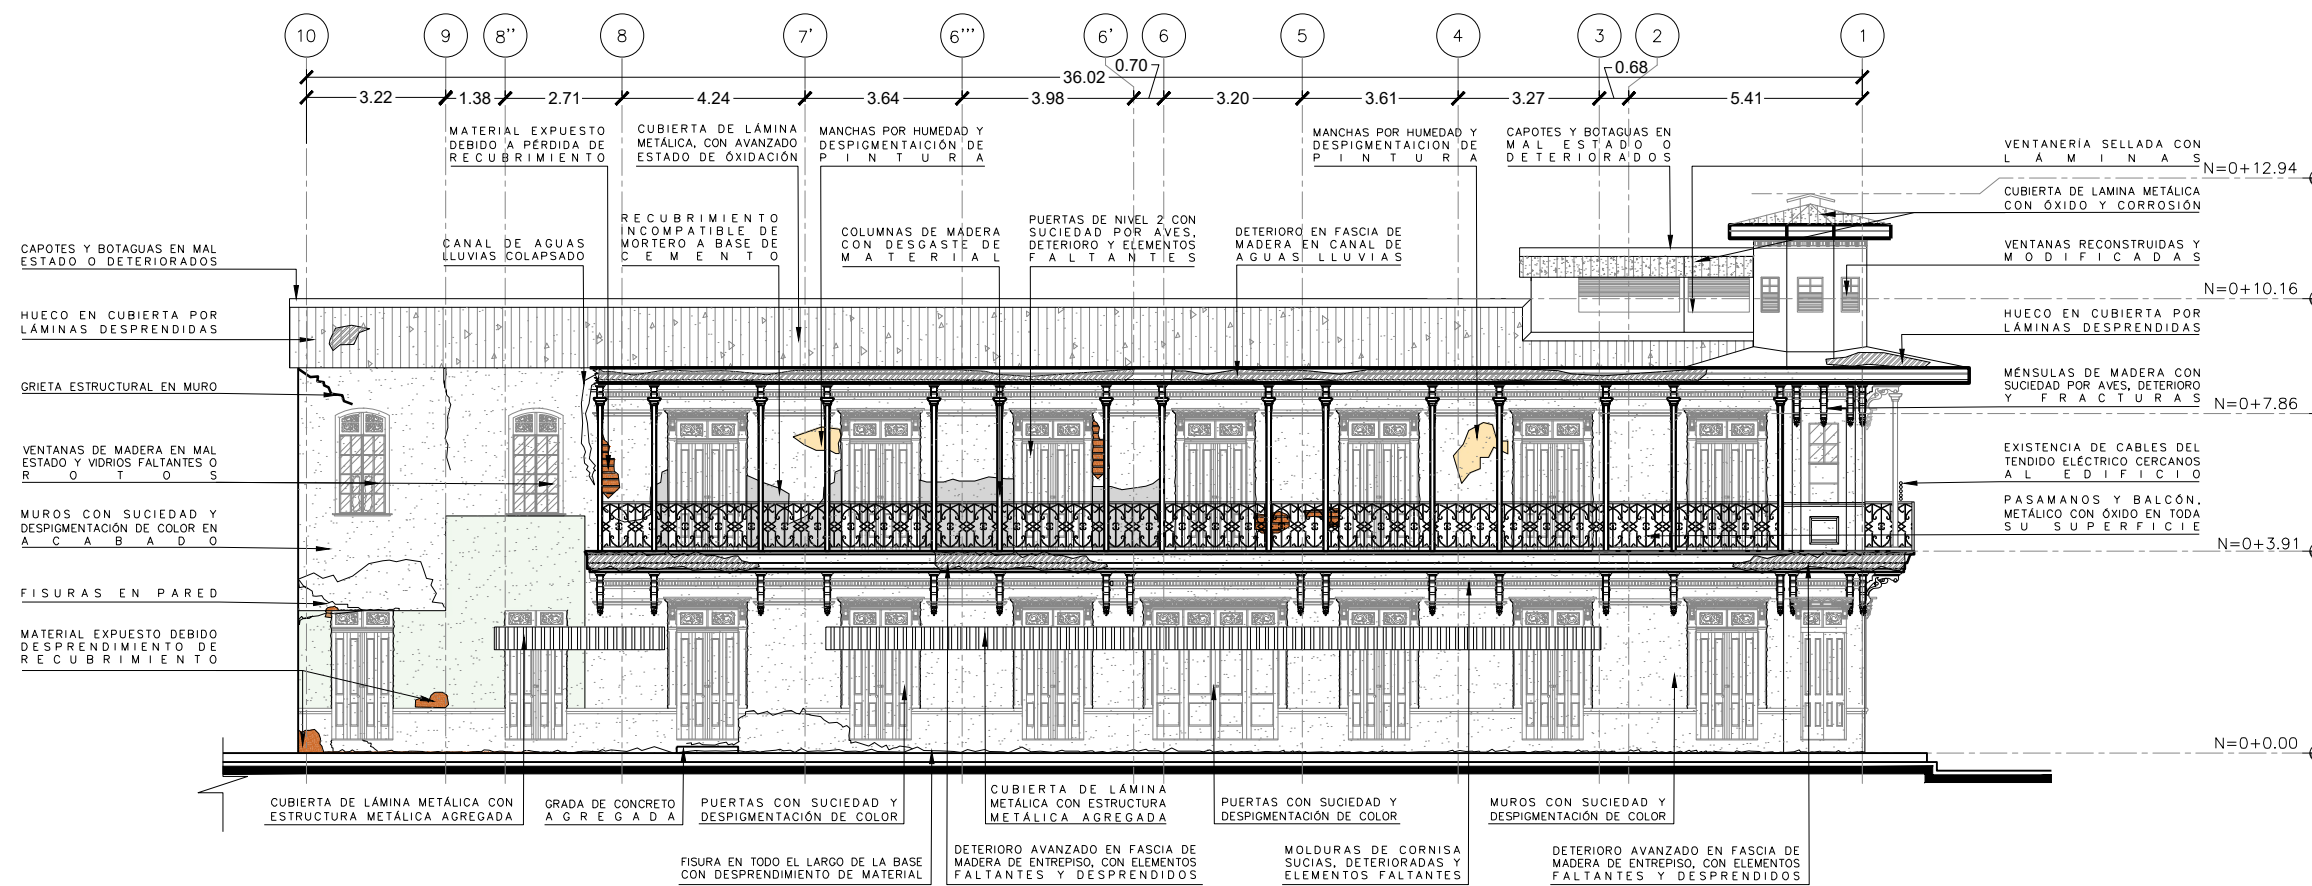 10 9 8'' 8 7' 6''' 6' 6 5 4 3 2 1
36.02 0.70 0.68
3.22 1.38 2.71 4.24 3.64 3.98 3.20 3.61 3.27 5.41
MATERIAL EXPUESTO
DEBIDO A PÉRDIDA DE
RECUBRIMIENTO
CUBIERTA DE LÁMINA
METÁLICA, CON AVANZADO
ESTADO DE ÓXIDACIÓN
MANCHAS POR HUMEDAD Y
DESPIGMENTAICIÓN DE
PINTURA
MANCHAS POR HUMEDAD Y
DESPIGMENTAICION DE
PINTURA
CAPOTES Y BOTAGUAS EN
MAL ESTADO O
DETERIORADOS
VENTANERÍA SELLADA CON
LÁMINAS
N=0+12.94
CUBIERTA DE LAMINA METÁLICA
CON ÓXIDO Y CORROSIÓN
CAPOTES Y BOTAGUAS EN MAL
ESTADO O DETERIORADOS
CANAL DE AGUAS
LLUVIAS COLAPSADO
RECUBRIMIENTO
INCOMPATIBLE DE
MORTERO A BASE DE
CEMENTO
COLUMNAS DE MADERA
CON DESGASTE DE
MATERIAL
PUERTAS DE NIVEL 2 CON
SUCIEDAD POR AVES,
DETERIORO Y ELEMENTOS
FALTANTES
DETERIORO EN FASCIA DE
MADERA EN CANAL DE
AGUAS LLUVIAS
VENTANAS RECONSTRUIDAS Y
MODIFICADAS
N=0+10.16
HUECO EN CUBIERTA POR
LÁMINAS DESPRENDIDAS
HUECO EN CUBIERTA POR
LÁMINAS DESPRENDIDAS
GRIETA ESTRUCTURAL EN MURO
MÉNSULAS DE MADERA CON
SUCIEDAD POR AVES, DETERIORO
Y FRACTURAS
N=0+7.86
VENTANAS DE MADERA EN MAL
ESTADO Y VIDRIOS FALTANTES O
ROTOS
EXISTENCIA DE CABLES DEL
TENDIDO ELÉCTRICO CERCANOS
AL EDIFICIO
MUROS CON SUCIEDAD Y
DESPIGMENTACIÓN DE COLOR EN
ACABADO
PASAMANOS Y BALCÓN,
METÁLICO CON ÓXIDO EN TODA
SU SUPERFICIE
N=0+3.91
FISURAS EN PARED
MATERIAL EXPUESTO DEBIDO
DESPRENDIMIENTO DE
RECUBRIMIENTO
N=0+0.00
CUBIERTA DE LÁMINA METÁLICA CON
ESTRUCTURA METÁLICA AGREGADA
GRADA DE CONCRETO
AGREGADA
PUERTAS CON SUCIEDAD Y
DESPIGMENTACIÓN DE COLOR
CUBIERTA DE LÁMINA
METÁLICA CON ESTRUCTURA
METÁLICA AGREGADA
PUERTAS CON SUCIEDAD Y
DESPIGMENTACIÓN DE COLOR
MUROS CON SUCIEDAD Y
DESPIGMENTACIÓN DE COLOR
FISURA EN TODO EL LARGO DE LA BASE
CON DESPRENDIMIENTO DE MATERIAL
DETERIORO AVANZADO EN FASCIA DE
MADERA DE ENTREPISO, CON ELEMENTOS
FALTANTES Y DESPRENDIDOS
MOLDURAS DE CORNISA
SUCIAS, DETERIORADAS Y
ELEMENTOS FALTANTES
DETERIORO AVANZADO EN FASCIA DE
MADERA DE ENTREPISO, CON ELEMENTOS
FALTANTES Y DESPRENDIDOS